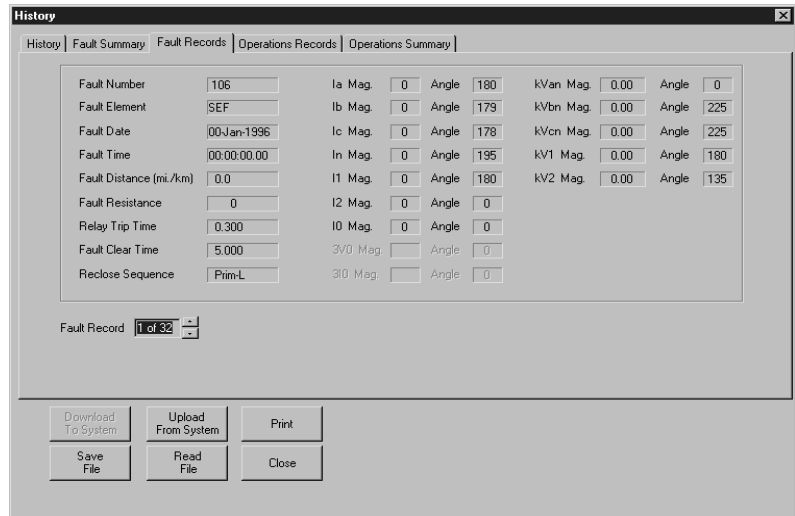 History
History Fault Summary Fault Records Operations Records Operations Summary
Fault Number 106 Ia Mag. 0 Angle 180 kVan Mag. 0.00 Angle 0
Fault Element SEF Ib Mag. 0 Angle 179 kVbn Mag. 0.00 Angle 225
Fault Date 00-Jan-1996 Ic Mag. 0 Angle 178 kVcn Mag. 0.00 Angle 225
Fault Time 00:00:00.00 In Mag. 0 Angle 195 kV1 Mag. 0.00 Angle 180
Fault Distance (mi./km) 0.0 I1 Mag. 0 Angle 180 kV2 Mag. 0.00 Angle 135
Fault Resistance 0 I2 Mag. 0 Angle 0
Relay Trip Time 0.300 I0 Mag. 0 Angle 0
Fault Clear Time 5.000 3V0 Mag. Angle 0
Reclose Sequence Prim-L 3I0 Mag. Angle 0
Fault Record 1 of 32
Download To System
Upload From System
Print
Save File
Read File
Close